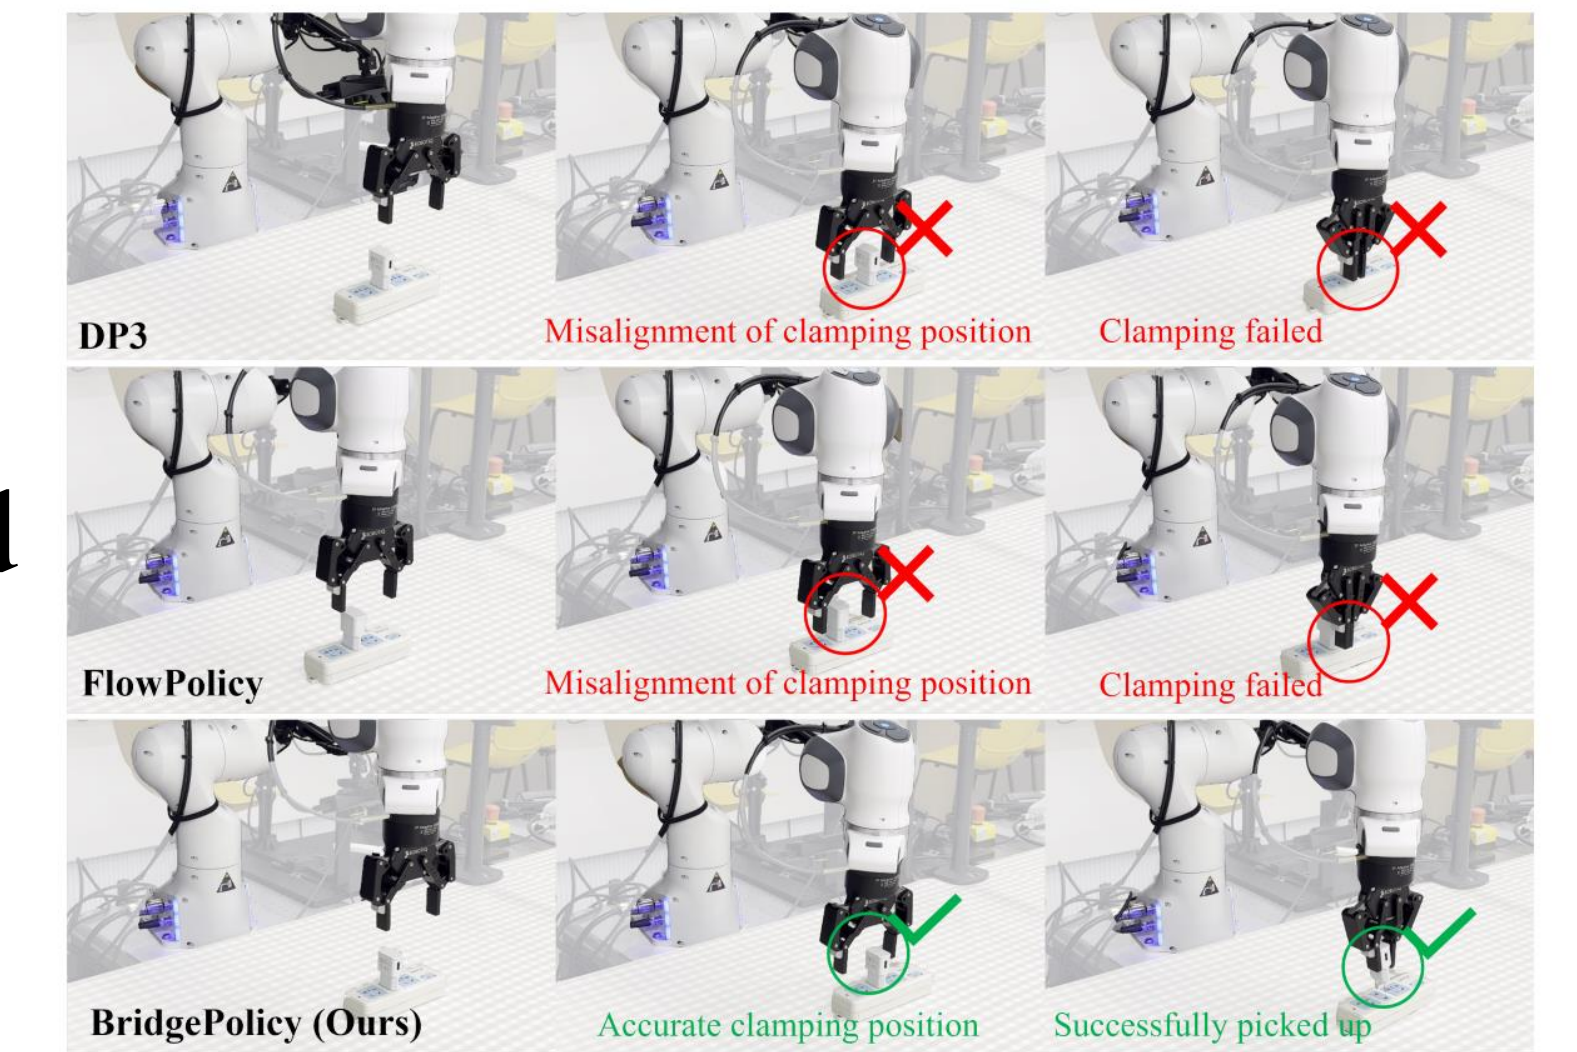 DP3
Misalignment of clamping position
Clamping failed
FlowPolicy
Misalignment of clamping position
Clamping failed
BridgePolicy (Ours)
Accurate clamping position
Successfully picked up